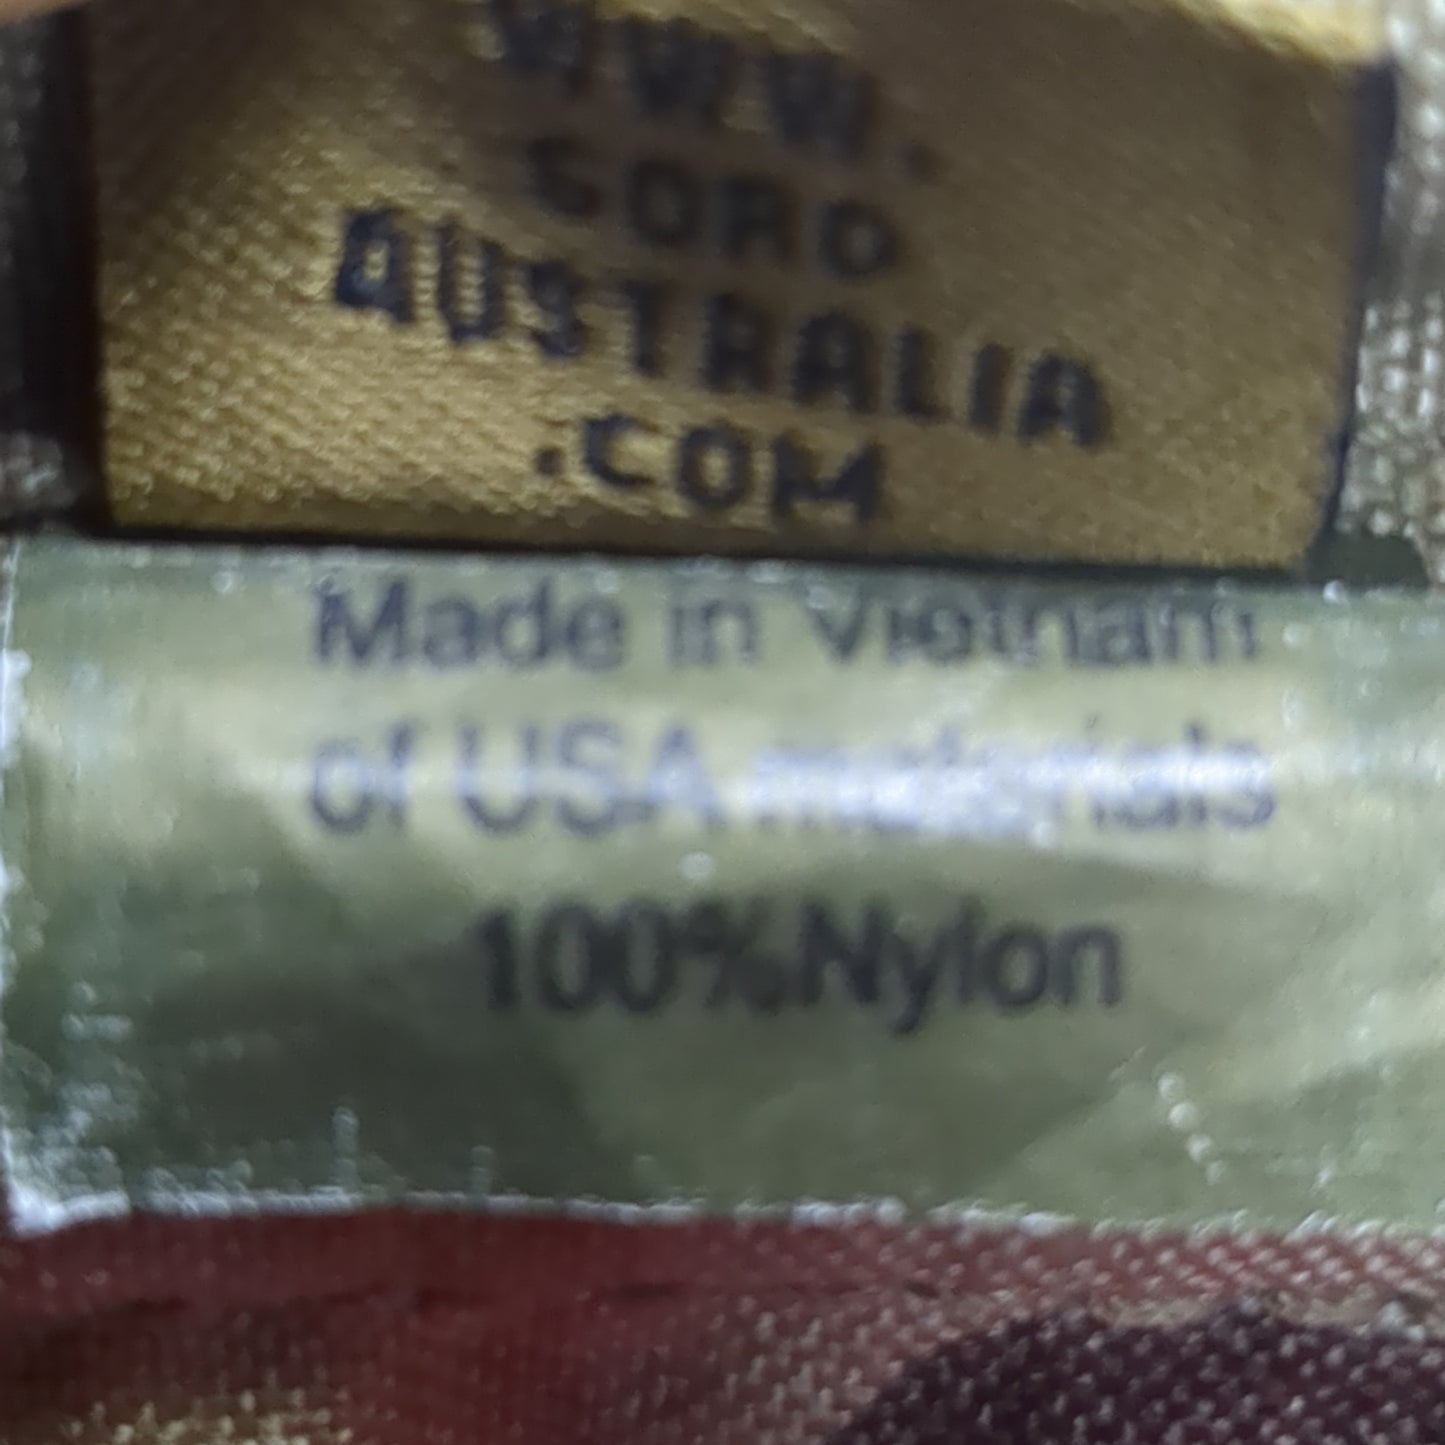 WWW.
SORD
AUSTRALIA
.COM
Made in Vietnam
of USA materials
100%Nylon